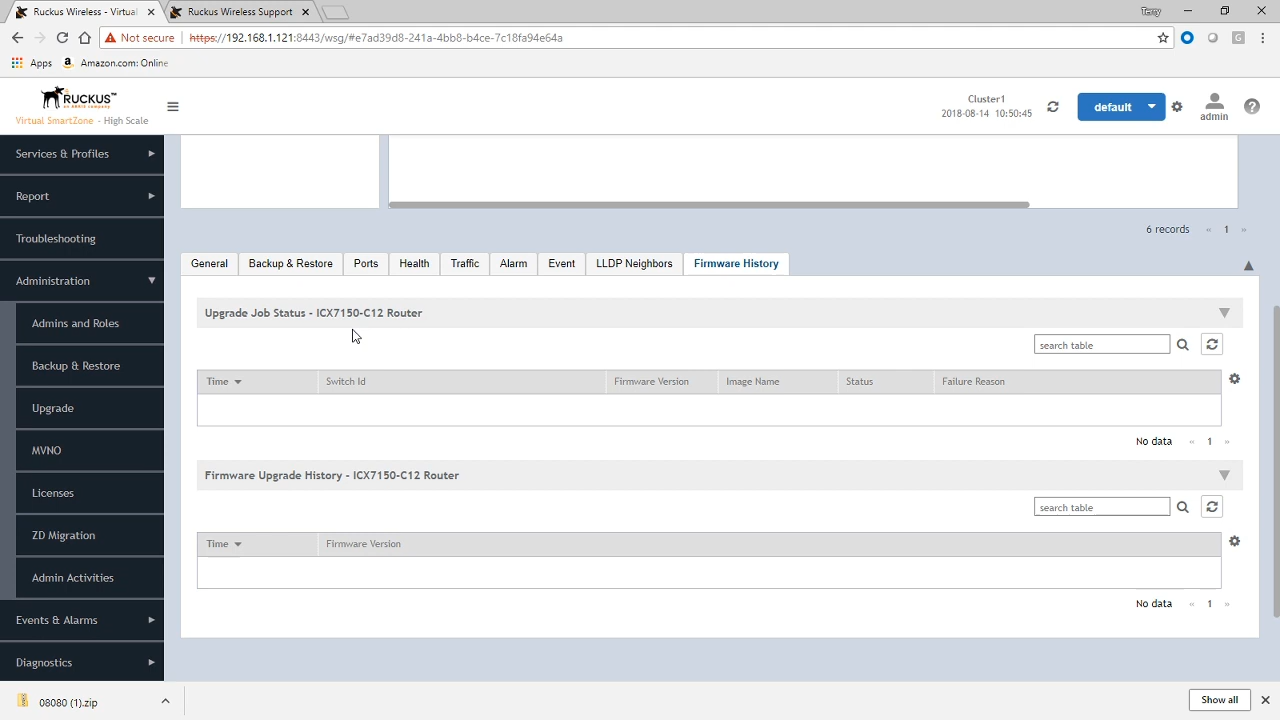 Ruckus Wireless - Virtual
Ruckus Wireless Support
Terry
Not secure https://192.168.1.121:8443/wsg/#e7ad39d8-241a-4bb8-b4ce-7c18fa94e64a
Apps Amazon.com: Online
RUCKUS™
Virtual SmartZone - High Scale
Cluster1
2018-08-14 10:50:45
default
admin
Services & Profiles
Report
Troubleshooting
Administration
Admins and Roles
Backup & Restore
Upgrade
MVNO
Licenses
ZD Migration
Admin Activities
Events & Alarms
Diagnostics
6 records « 1 »
General Backup & Restore Ports Health Traffic Alarm Event LLDP Neighbors Firmware History
Upgrade Job Status - ICX7150-C12 Router
search table
Time Switch Id Firmware Version Image Name Status Failure Reason
No data « 1 »
Firmware Upgrade History - ICX7150-C12 Router
search table
Time Firmware Version
No data « 1 »
08080 (1).zip
Show all